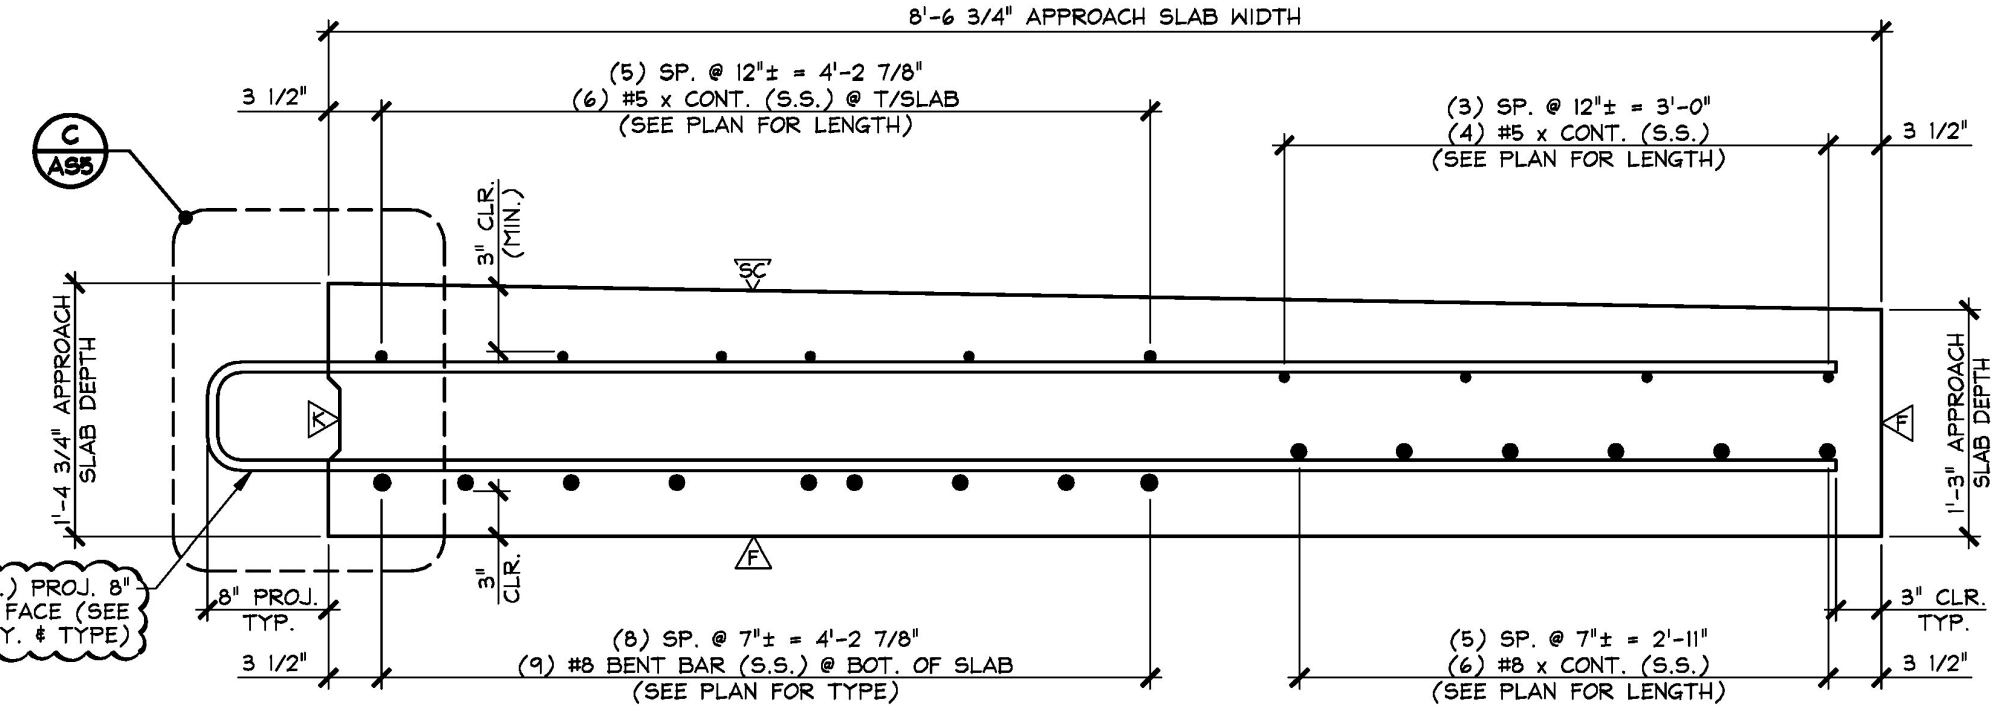 8'-6 3/4" APPROACH SLAB WIDTH
(5) SP. @ 12"± = 4'-2 7/8"
(6) #5 x CONT. (S.S.) @ T/SLAB
(SEE PLAN FOR LENGTH)
3 1/2"
(3) SP. @ 12"± = 3'-0"
(4) #5 x CONT. (S.S.)
(SEE PLAN FOR LENGTH)
3 1/2"
C
AS5
3" CLR.
(MIN.)
SC
1'-4 3/4" APPROACH
SLAB DEPTH
K
F
1'-3" APPROACH
SLAB DEPTH
F
3"
CLR.
.) PROJ. 8"
FACE (SEE
Y. & TYPE)
8" PROJ.
TYP.
3" CLR.
TYP.
3 1/2"
(8) SP. @ 7"± = 4'-2 7/8"
(9) #8 BENT BAR (S.S.) @ BOT. OF SLAB
(SEE PLAN FOR TYPE)
(5) SP. @ 7"± = 2'-11"
(6) #8 x CONT. (S.S.)
(SEE PLAN FOR LENGTH)
3 1/2"